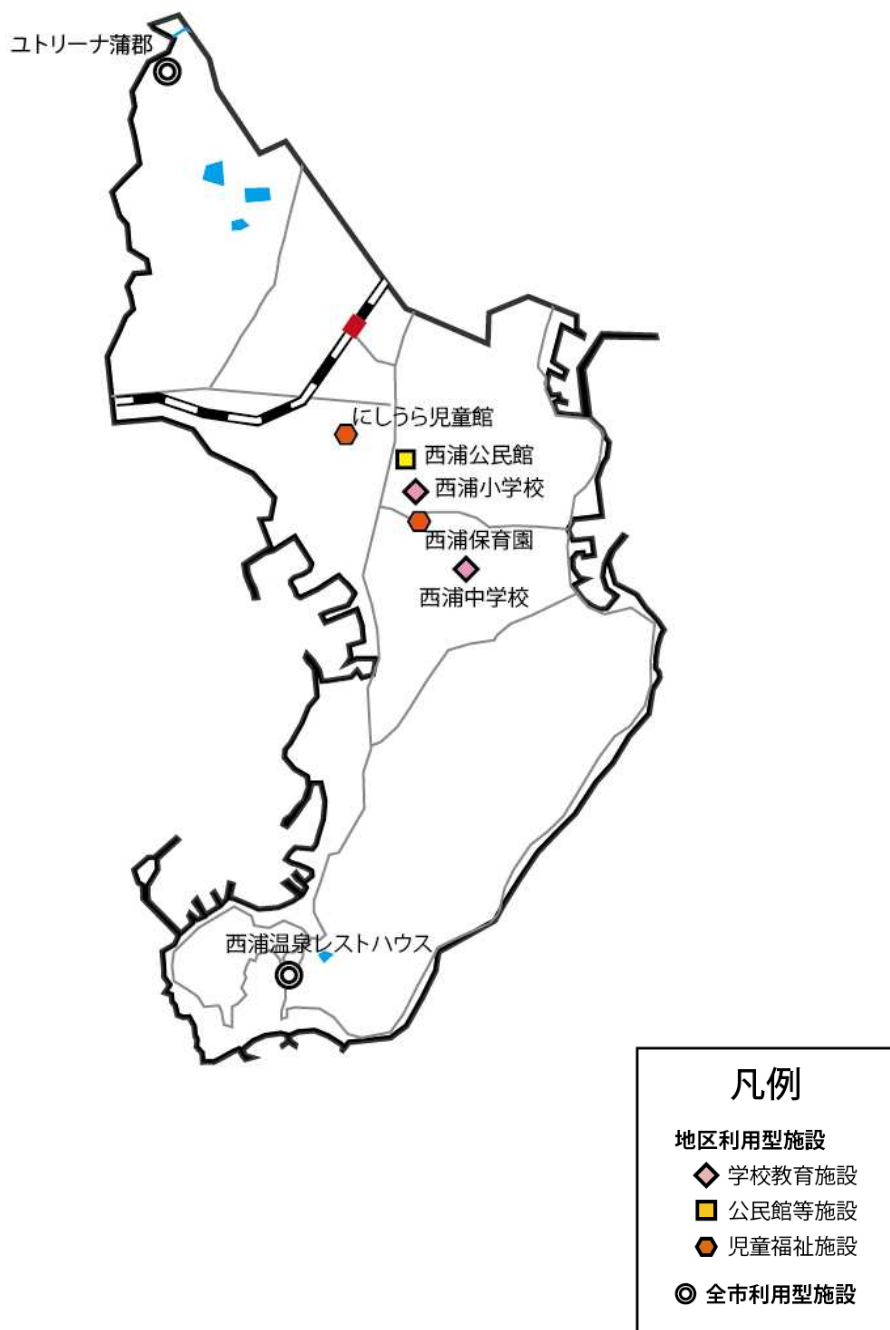 ユトリーナ蒲郡
にしうら児童館
西浦公民館
西浦小学校
西浦保育園
西浦中学校
西浦温泉レストハウス
凡例
地区利用型施設
学校教育施設
公民館等施設
児童福祉施設
全市利用型施設